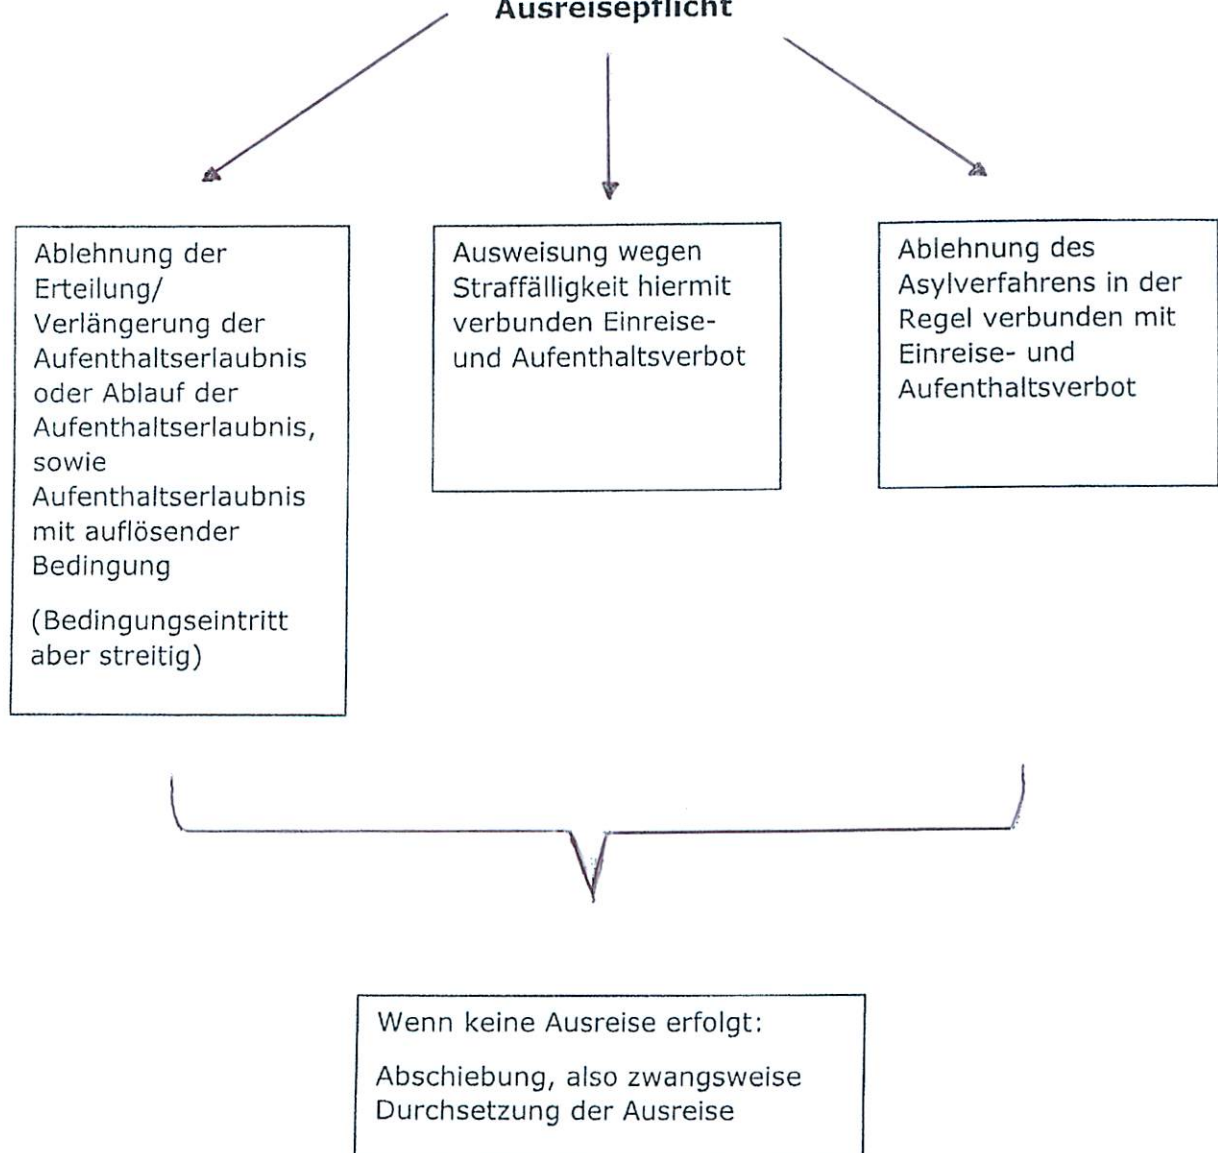 Ausreisepflicht
Ablehnung der
Erteilung/
Verlängerung der
Aufenthaltserlaubnis
oder Ablauf der
Aufenthaltserlaubnis,
sowie
Aufenthaltserlaubnis
mit auflösender
Bedingung
(Bedingungseintritt
aber streitig)
Ausweisung wegen
Straffälligkeit hiermit
verbunden Einreise-
und Aufenthaltsverbot
Ablehnung des
Asylverfahrens in der
Regel verbunden mit
Einreise- und
Aufenthaltsverbot
Wenn keine Ausreise erfolgt:
Abschiebung, also zwangsweise
Durchsetzung der Ausreise